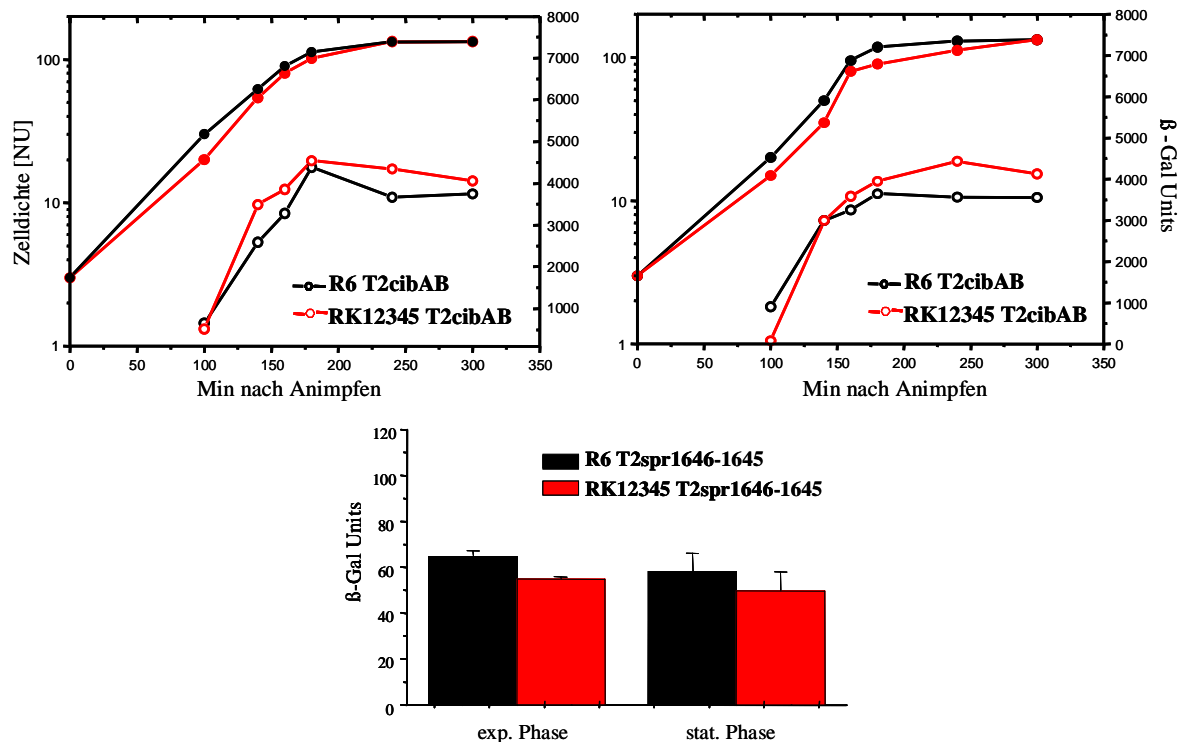 Zelldichte [NU]
100
10
1
8000
7000
6000
5000
4000
3000
2000
1000
R6 T2cibAB
RK12345 T2cibAB
0 50 100 150 200 250 300 350
Min nach Animpfen
100
10
1
8000
7000
6000
5000
4000
3000
2000
1000
0
ß - Gal Units
R6 T2cibAB
RK12345 T2cibAB
0 50 100 150 200 250 300 350
Min nach Animpfen
ß-Gal Units
120
100
80
60
40
20
0
R6 T2spr1646-1645
RK12345 T2spr1646-1645
exp. Phase stat. Phase